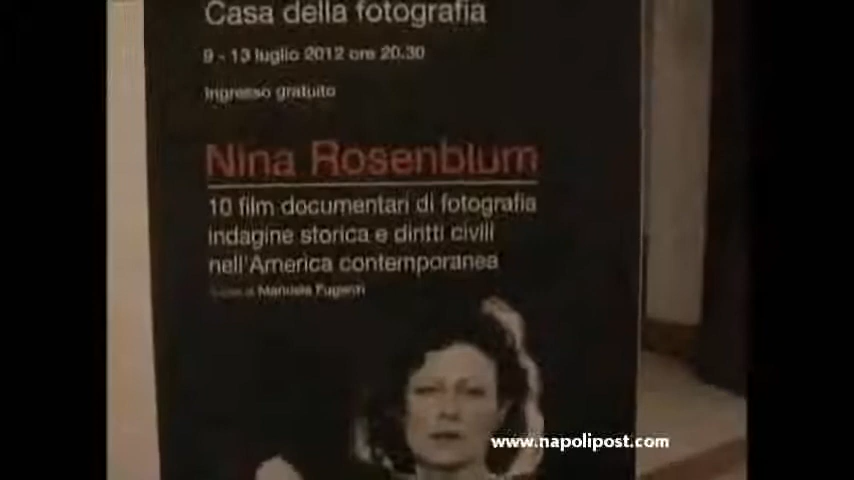 Casa della fotografia
9 - 13 luglio 2012 ore 20.30
Ingresso gratuito
Nina Rosenblum
10 film documentari di fotografia
indagine storica e diritti civili
nell'America contemporanea
Manuela Fugenzi
www.napolipost.com